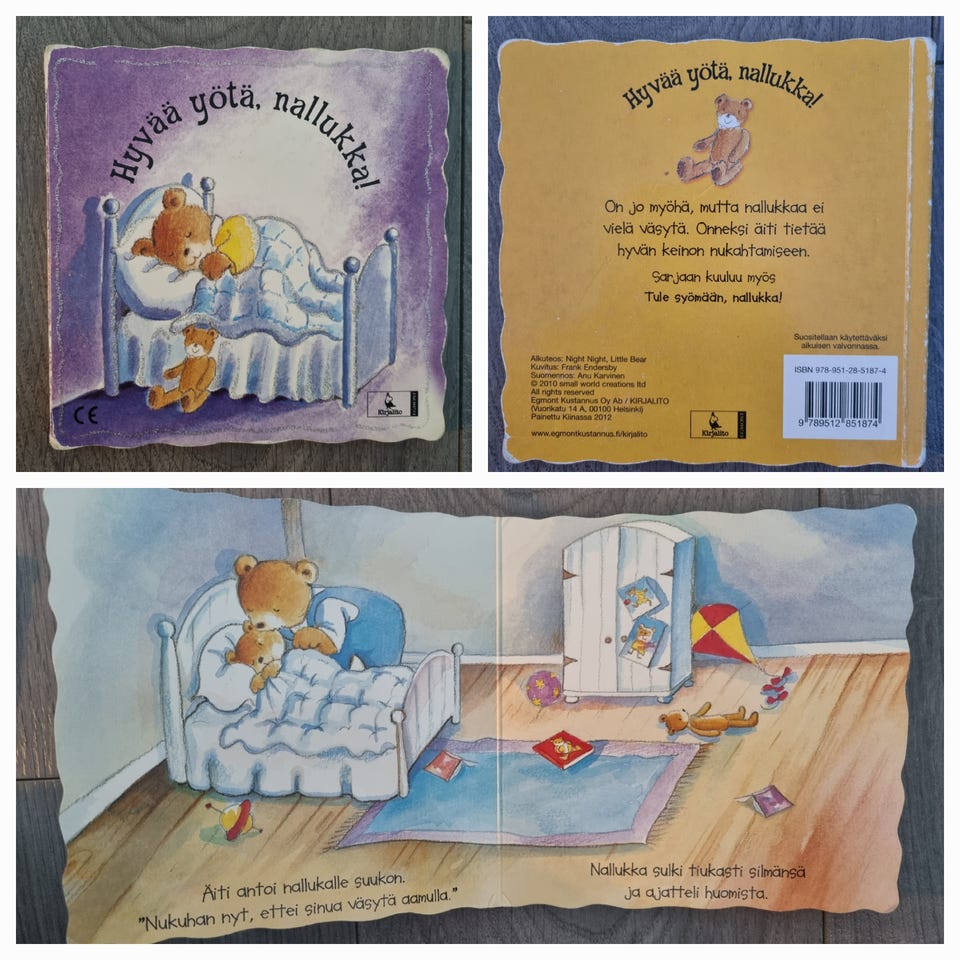 Hyvää yötä, nallukka!
CE
Kirjalito
EGMONT
Hyvää yötä, nallukka!
On jo myöhä, mutta nallukkaa ei
vielä väsytä. Onneksi äiti tietää
hyvän keinon nukahtamiseen.
Sarjaan kuuluu myös
Tule syömään, nallukka!
Suositellaan käytettäväksi
aikuisen valvonnassa.
Alkuteos: Night Night, Little Bear
Kuvitus: Frank Endersby
Suomennos: Anu Karvinen
© 2010 small world creations ltd
All rights reserved
Egmont Kustannus Oy Ab / KIRJALITO
(Vuorikatu 14 A, 00100 Helsinki)
Painettu Kiinassa 2012
www.egmontkustannus.fi/kirjalito
Kirjalito
EGMONT
ISBN 978-951-28-5187-4
9 789512 851874
Äiti antoi nallukalle suukon.
"Nukuhan nyt, ettei sinua väsytä aamulla."
Nallukka sulki tiukasti silmänsä
ja ajatteli huomista.